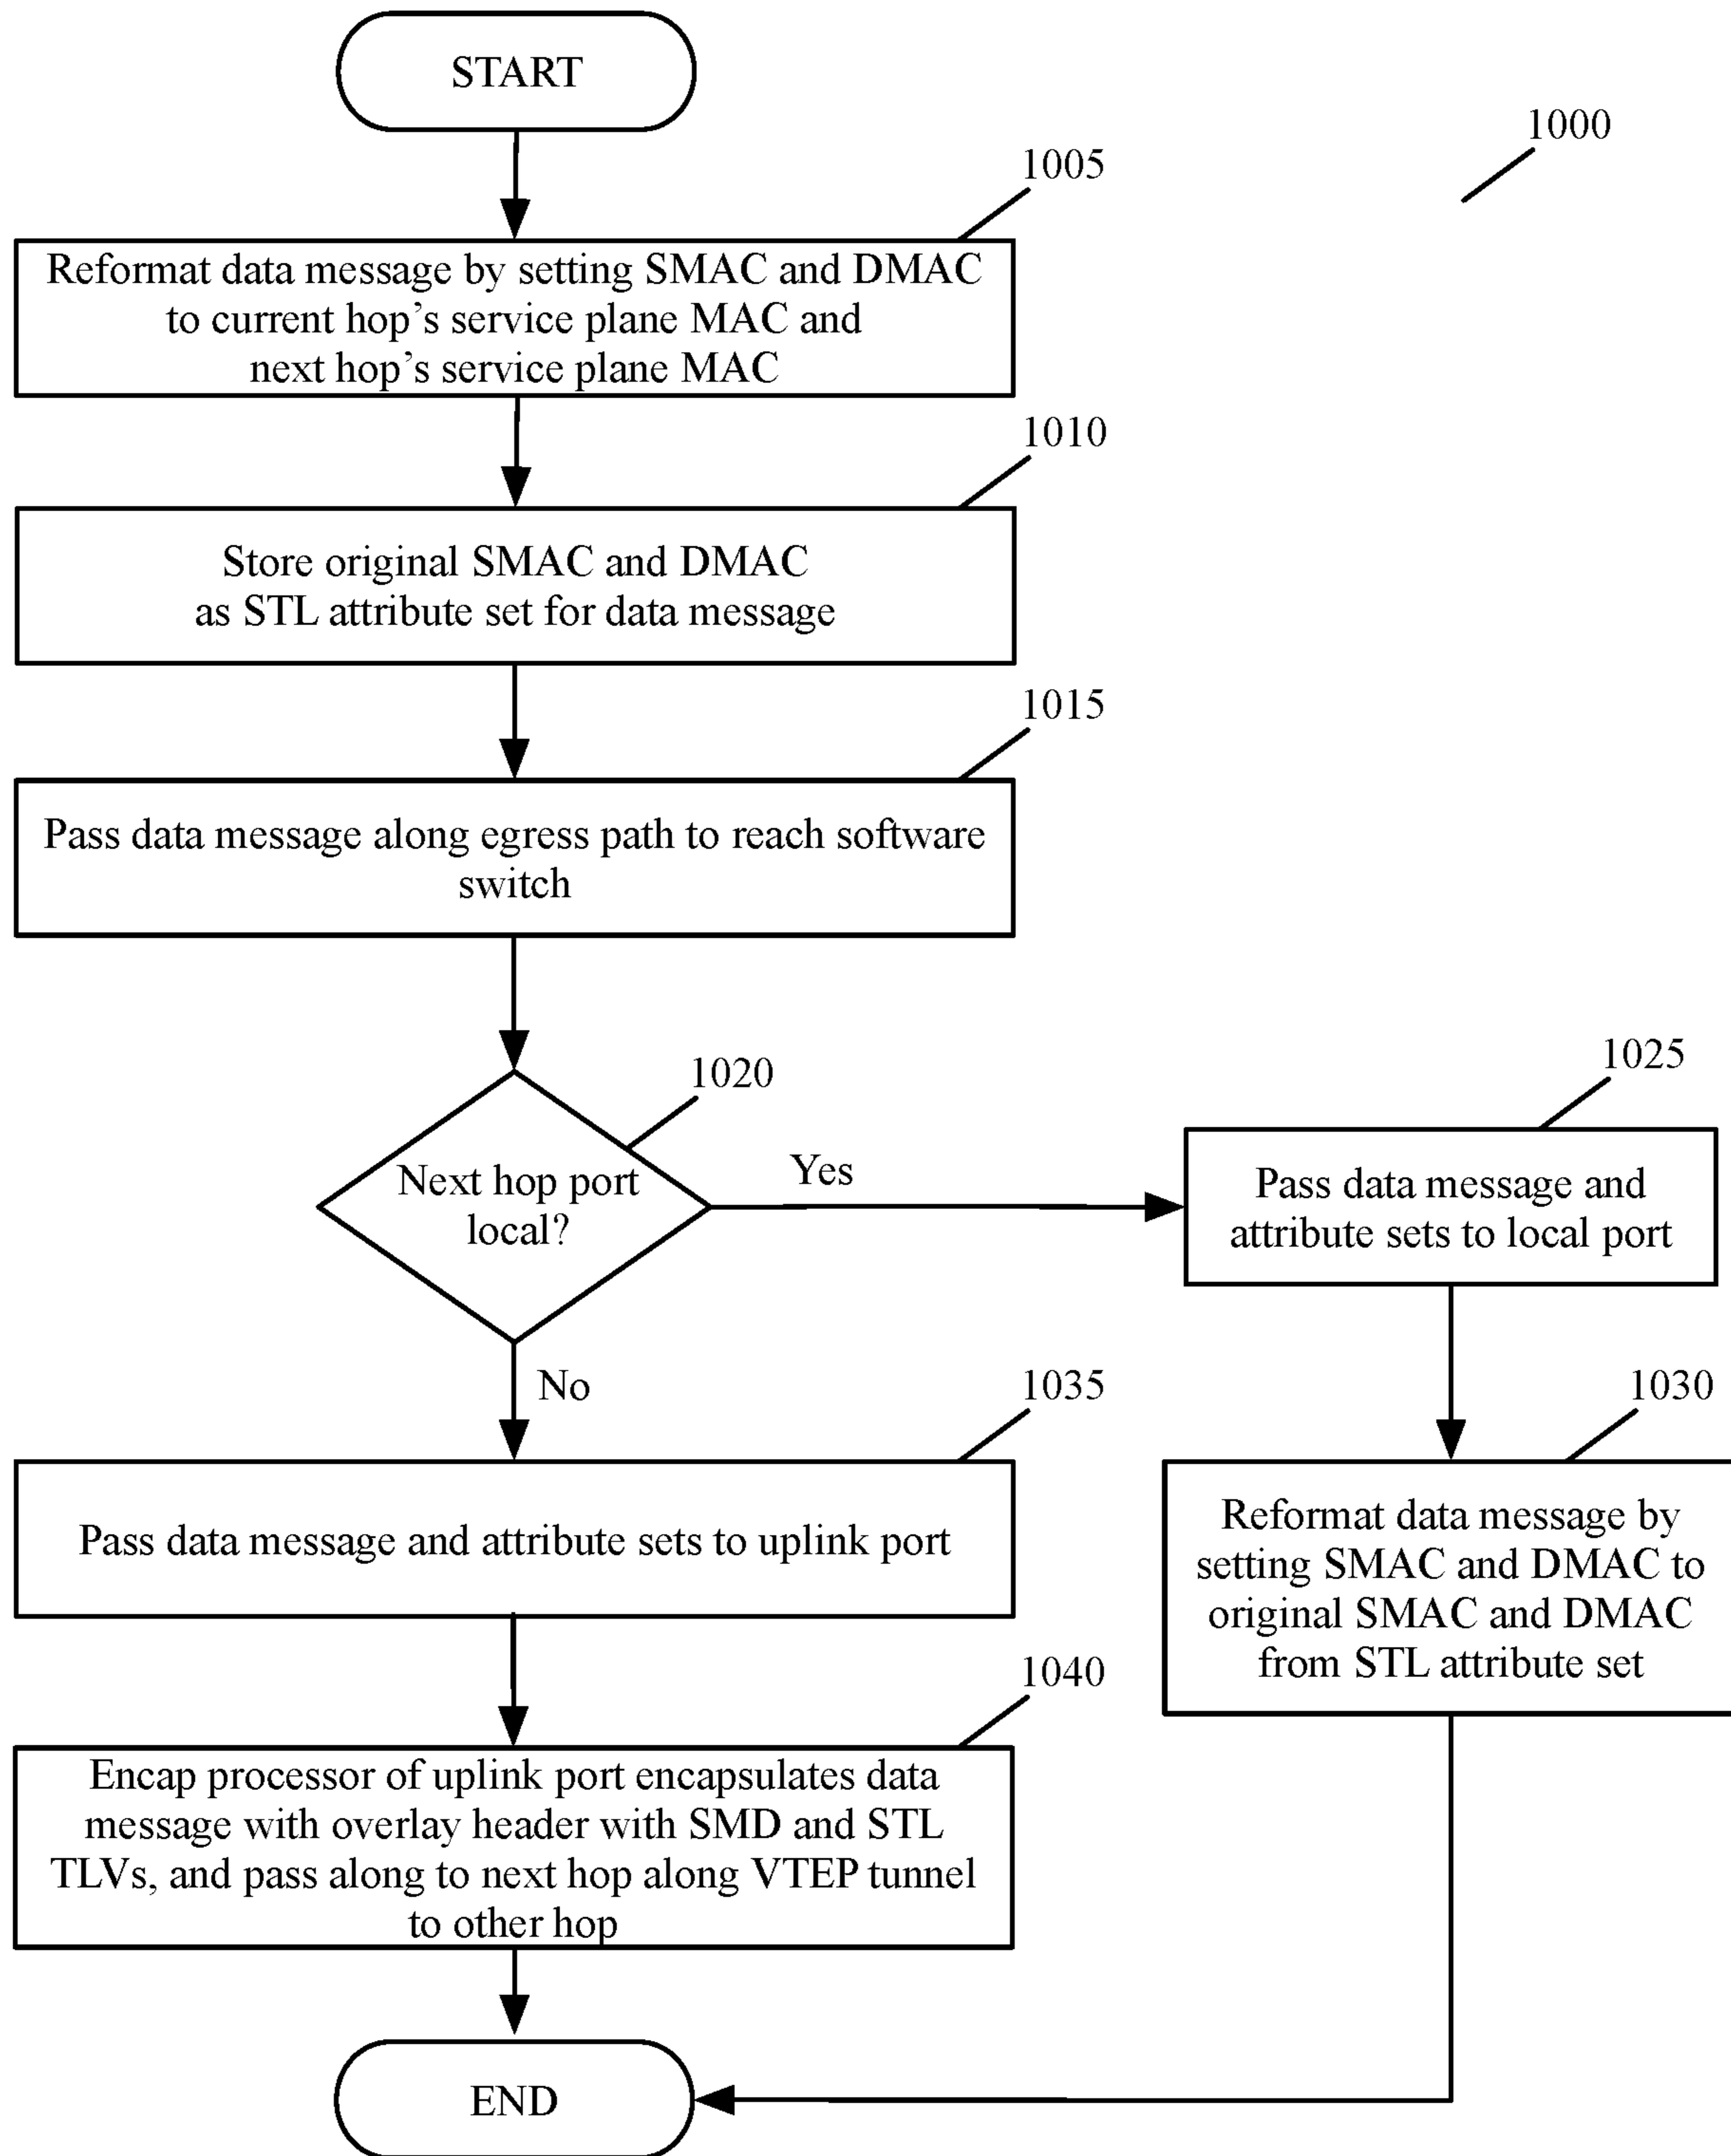 START
1000
1005
Reformat data message by setting SMAC and DMAC
to current hop’s service plane MAC and
next hop’s service plane MAC
1010
Store original SMAC and DMAC
as STL attribute set for data message
1015
Pass data message along egress path to reach software
switch
1020
Next hop port
local?
Yes
1025
Pass data message and
attribute sets to local port
No
1035
Pass data message and attribute sets to uplink port
1030
Reformat data message by
setting SMAC and DMAC to
original SMAC and DMAC
from STL attribute set
1040
Encap processor of uplink port encapsulates data
message with overlay header with SMD and STL
TLVs, and pass along to next hop along VTEP tunnel
to other hop
END